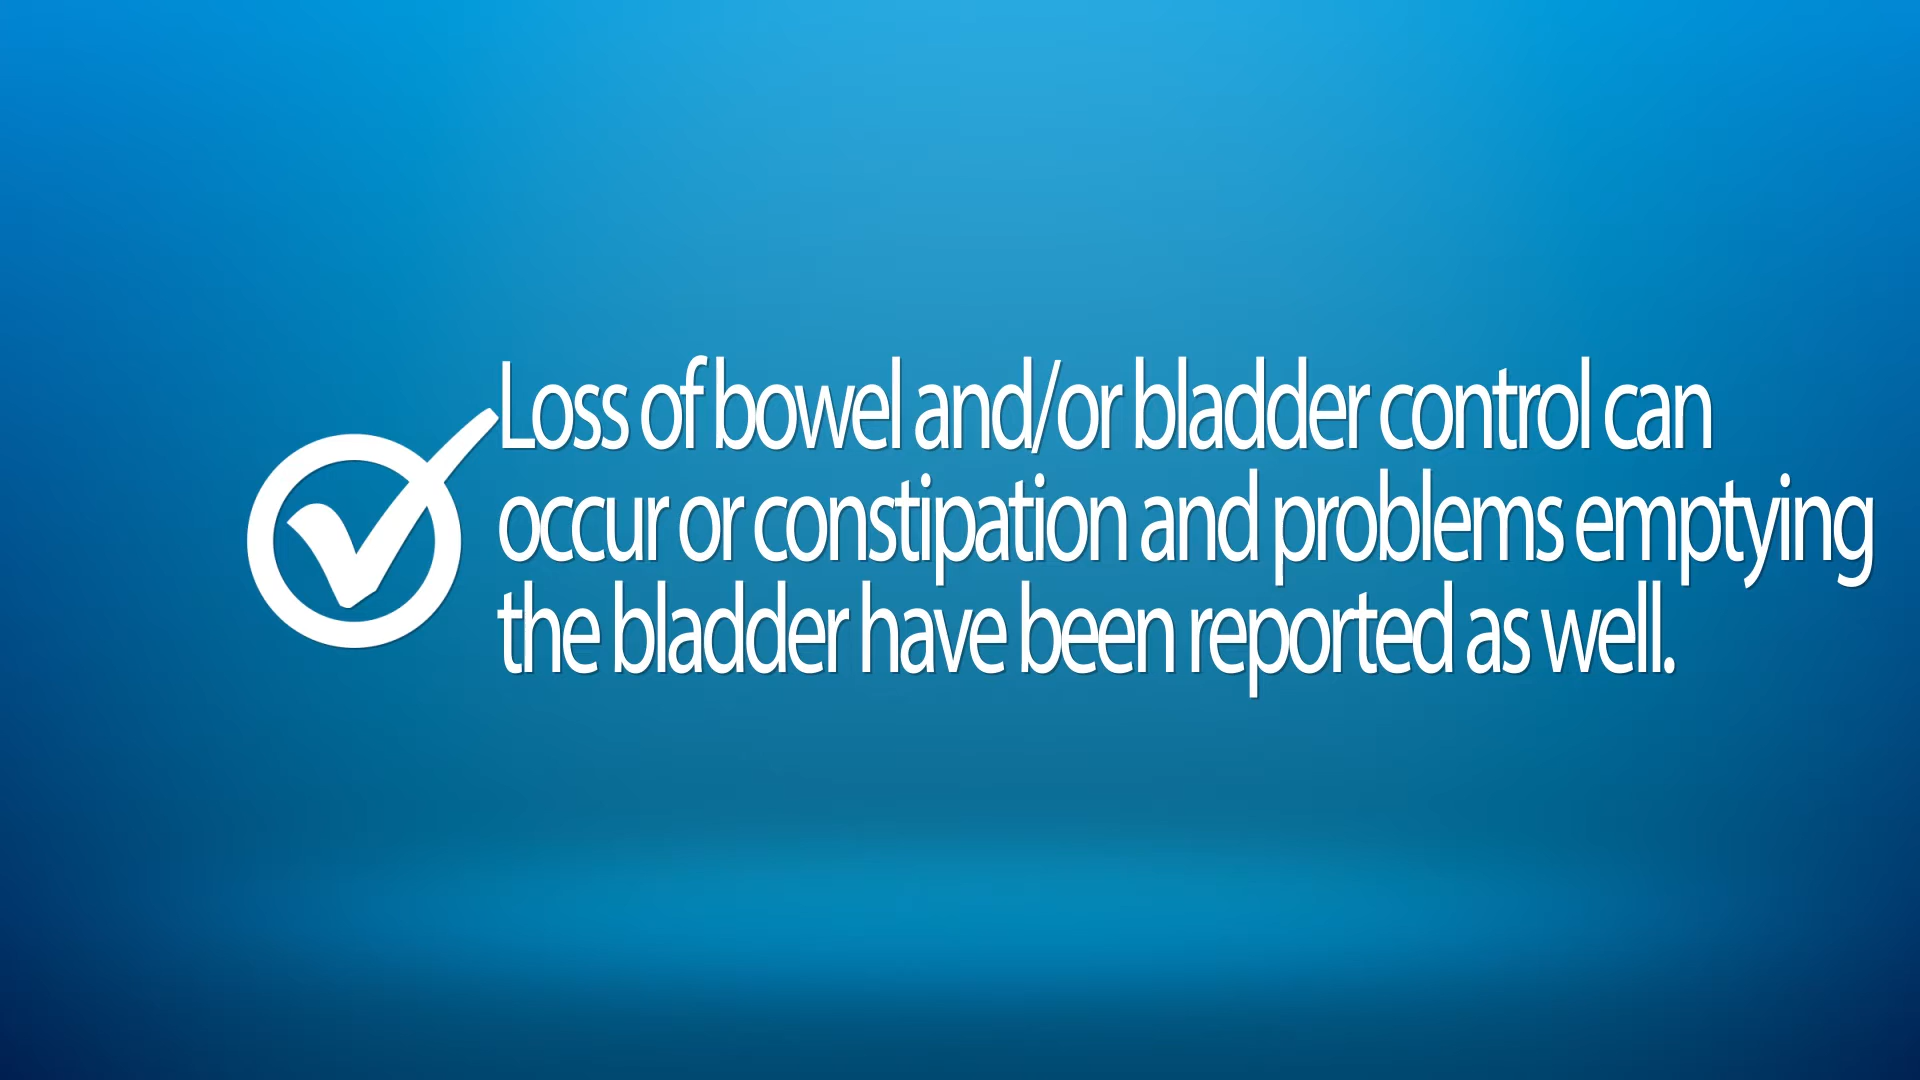 Loss of bowel and/or bladder control can
occur or constipation and problems emptying
the bladder have been reported as well.